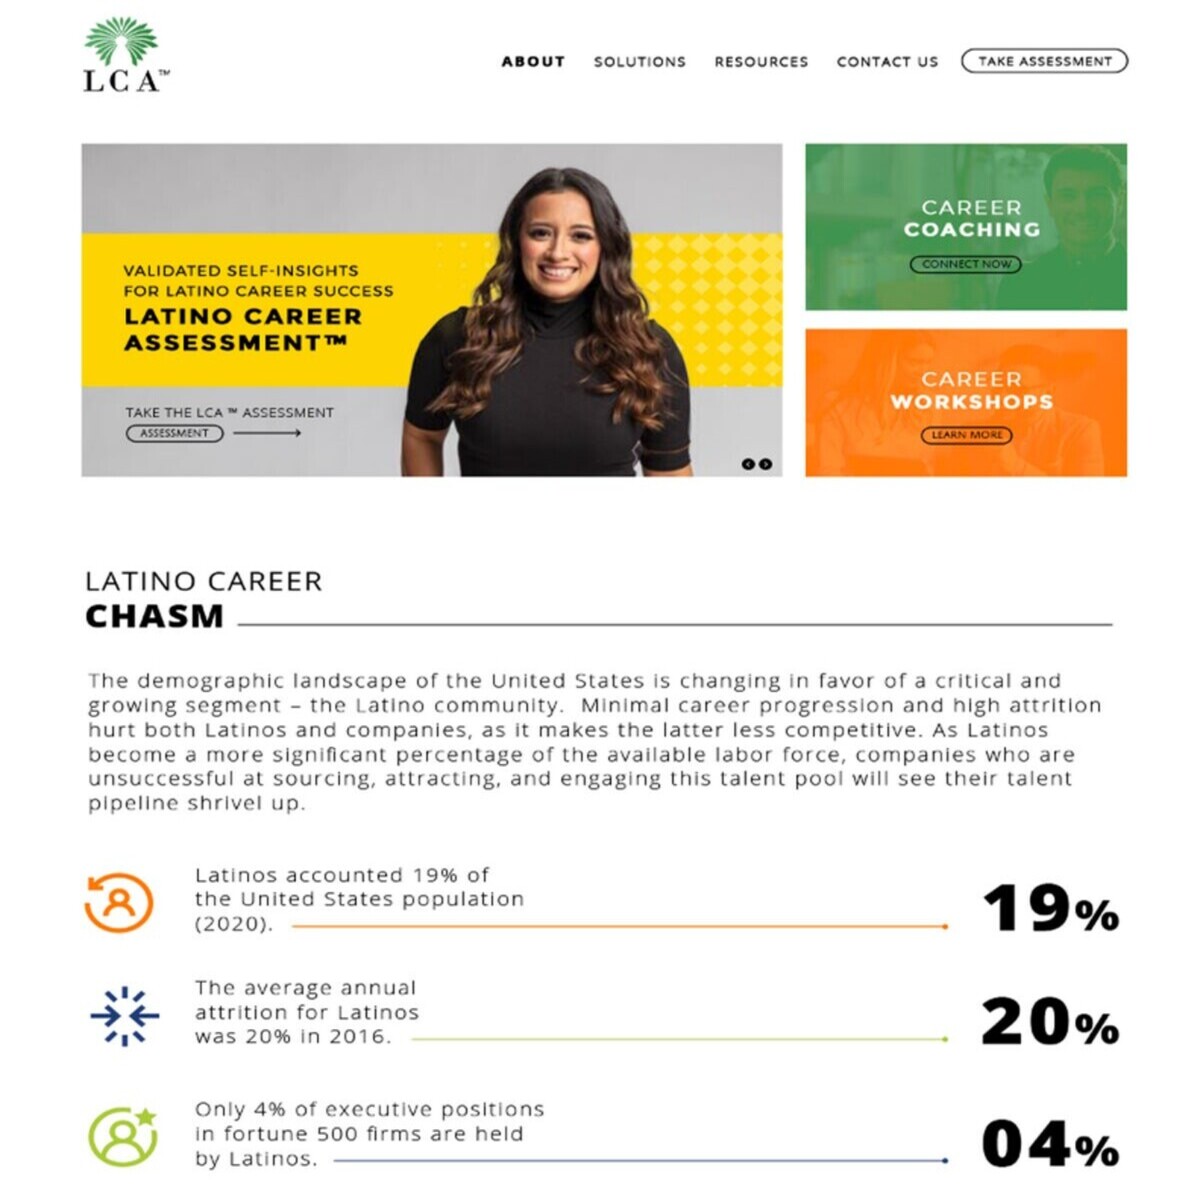 LCA™
ABOUT SOLUTIONS RESOURCES CONTACT US TAKE ASSESSMENT
VALIDATED SELF-INSIGHTS
FOR LATINO CAREER SUCCESS
LATINO CAREER
ASSESSMENT™
TAKE THE LCA ™ ASSESSMENT
ASSESSMENT
CAREER
COACHING
CONNECT NOW
CAREER
WORKSHOPS
LEARN MORE
LATINO CAREER
CHASM
The demographic landscape of the United States is changing in favor of a critical and
growing segment – the Latino community.  Minimal career progression and high attrition
hurt both Latinos and companies, as it makes the latter less competitive. As Latinos
become a more significant percentage of the available labor force, companies who are
unsuccessful at sourcing, attracting, and engaging this talent pool will see their talent
pipeline shrivel up.
Latinos accounted 19% of
the United States population
(2020).
19%
The average annual
attrition for Latinos
was 20% in 2016.
20%
Only 4% of executive positions
in fortune 500 firms are held
by Latinos.
04%